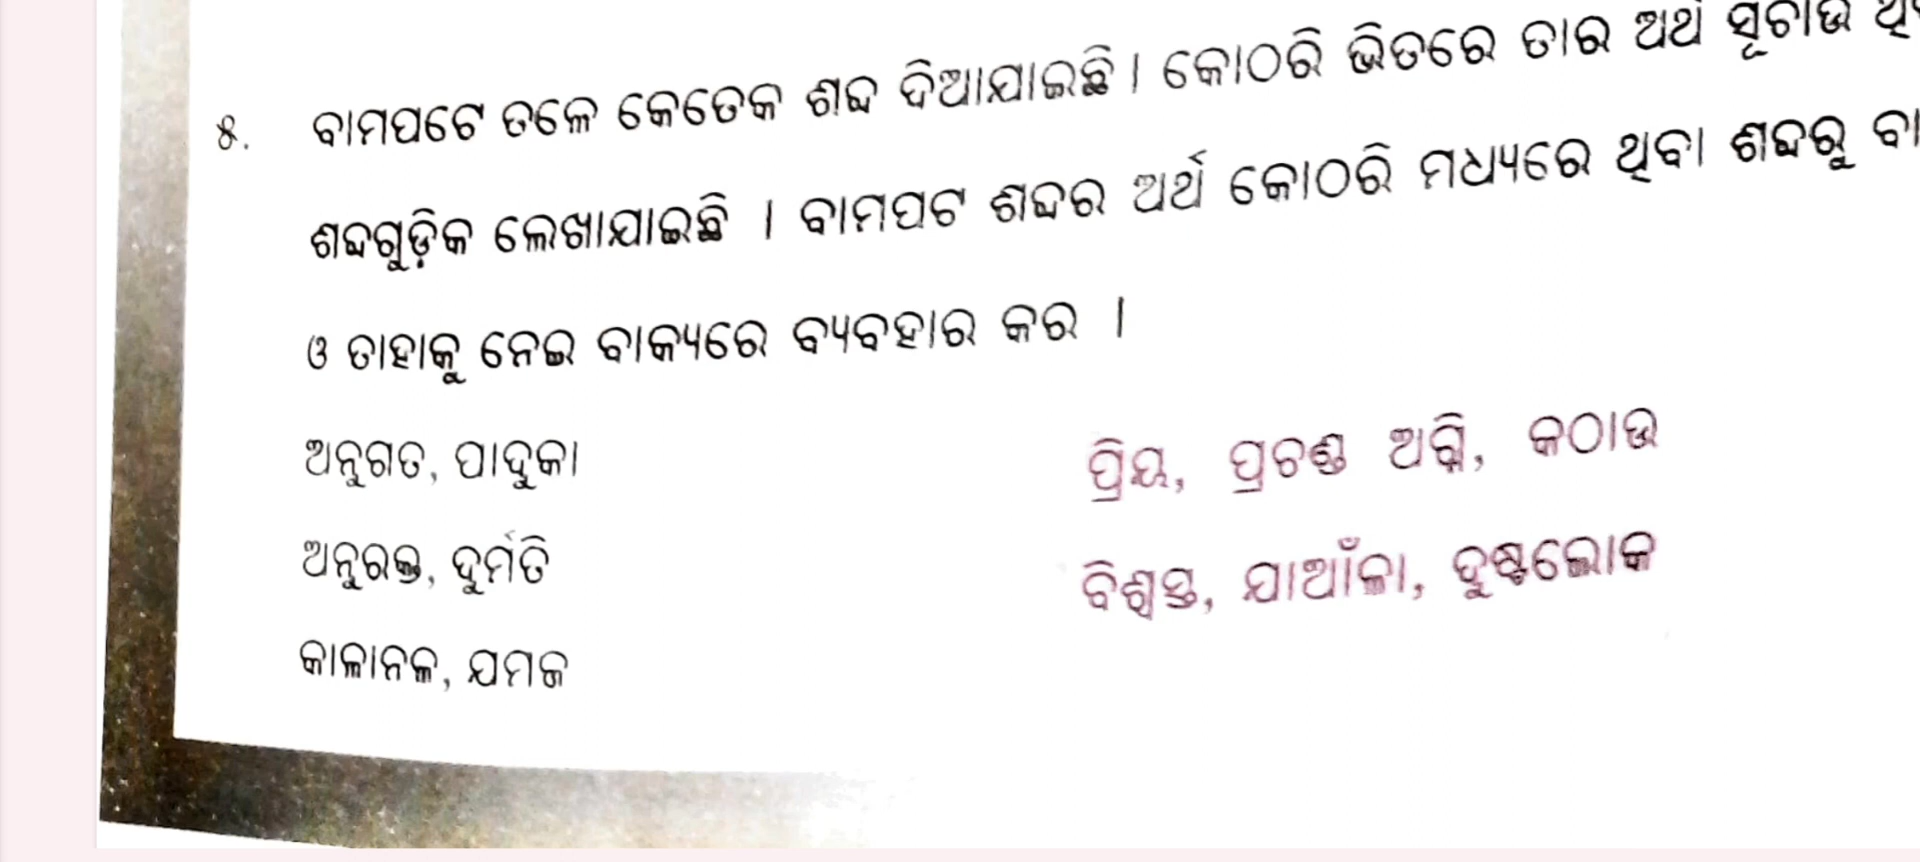 ୫. ବାମପଟେ ତଳେ କେତେକ ଶବ୍ଦ ଦିଆଯାଇଛି । କୋଠରି ଭିତରେ ତାର ଅର୍ଥ ସୂଚାଉ
ଶବ୍ଦଗୁଡ଼ିକ ଲେଖାଯାଇଛି । ବାମପଟ ଶବ୍ଦର ଅର୍ଥ କୋଠରି ମଧ୍ୟରେ ଥିବା ଶବ୍ଦରୁ
ଓ ତାହାକୁ ନେଇ ବାକ୍ୟରେ ବ୍ୟବହାର କର ।
ଅନୁଗତ, ପାଦୁକା ପ୍ରିୟ, ପ୍ରଚଣ୍ଡ ଅଗ୍ନି, କଠାଉ
ଅନୁରକ୍ତ, ଦୁର୍ମତି ବିଶ୍ୱସ୍ତ, ଯାଆଁଳା, ଦୁଷ୍ଟଲୋକ
କାଳାନଳ, ଯମଜ